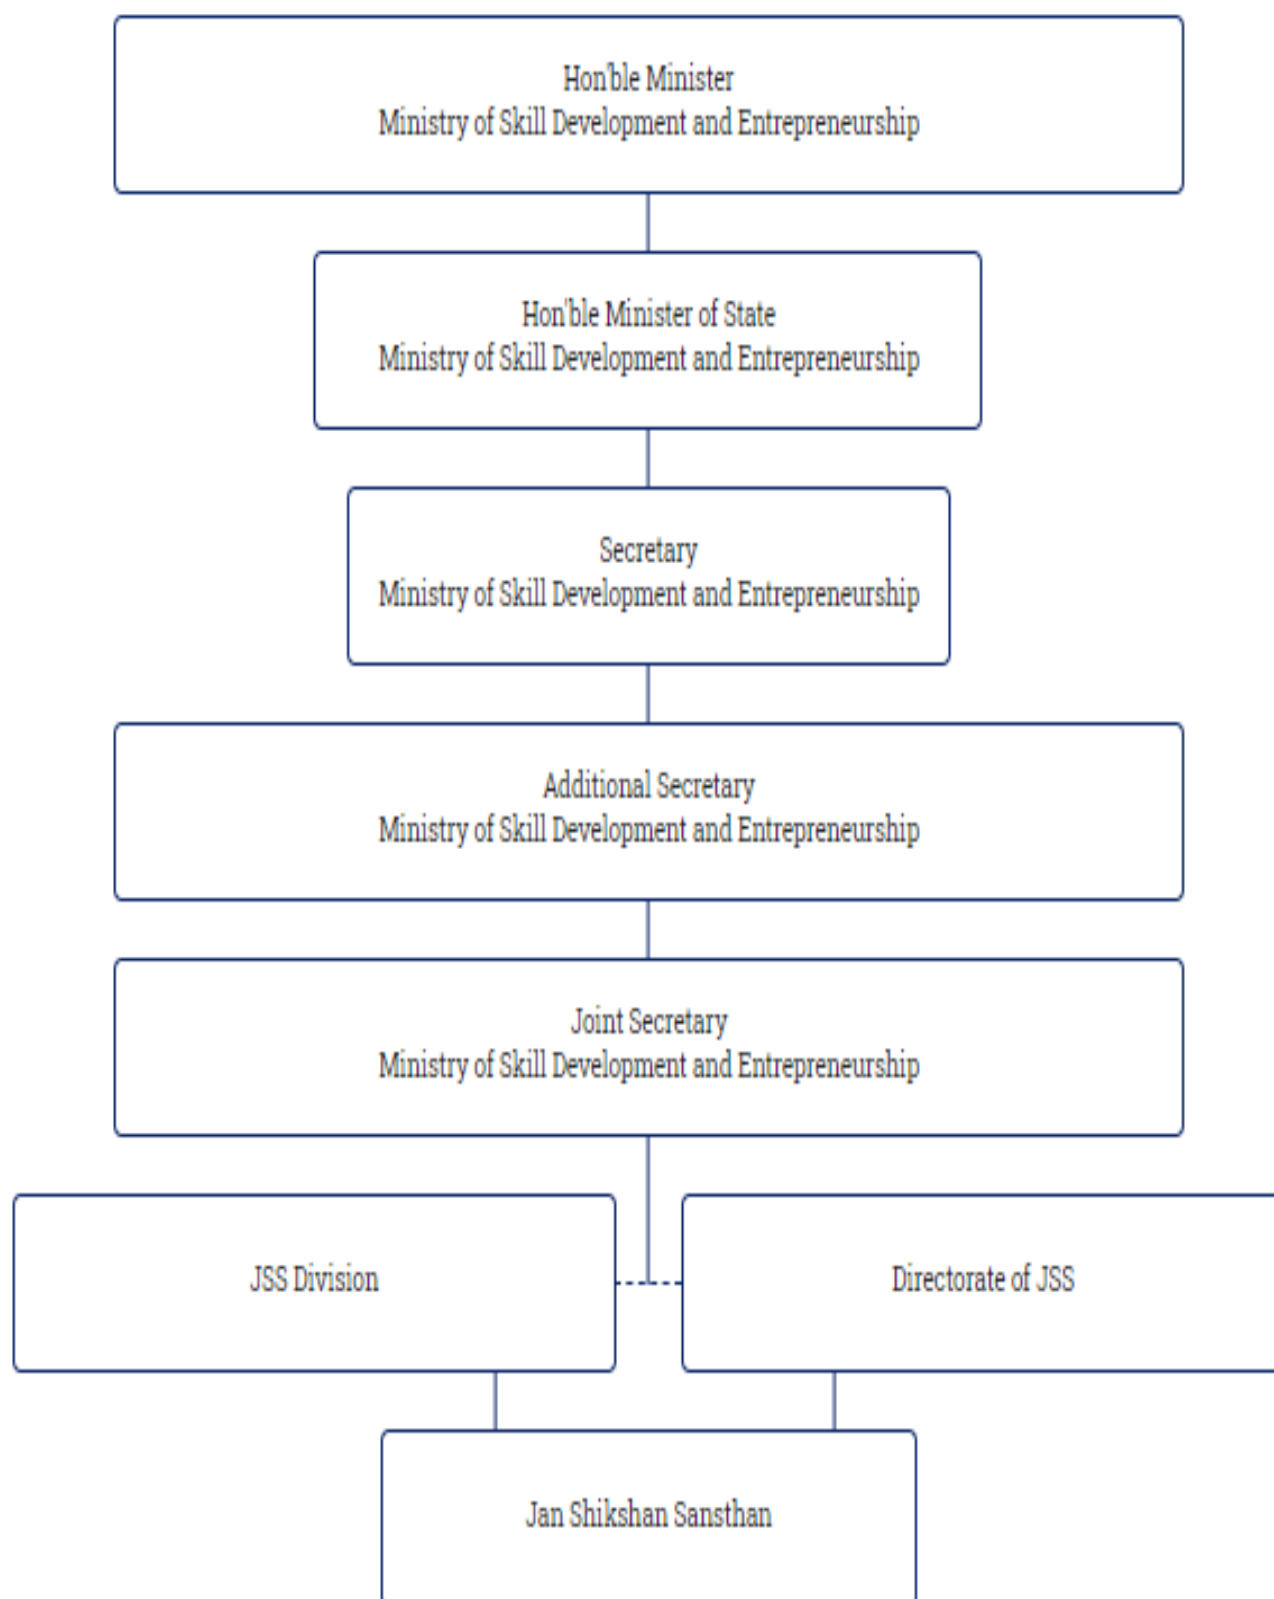 Hon'ble Minister
Ministry of Skill Development and Entrepreneurship
Hon'ble Minister of State
Ministry of Skill Development and Entrepreneurship
Secretary
Ministry of Skill Development and Entrepreneurship
Additional Secretary
Ministry of Skill Development and Entrepreneurship
Joint Secretary
Ministry of Skill Development and Entrepreneurship
JSS Division
Directorate of JSS
Jan Shikshan Sansthan